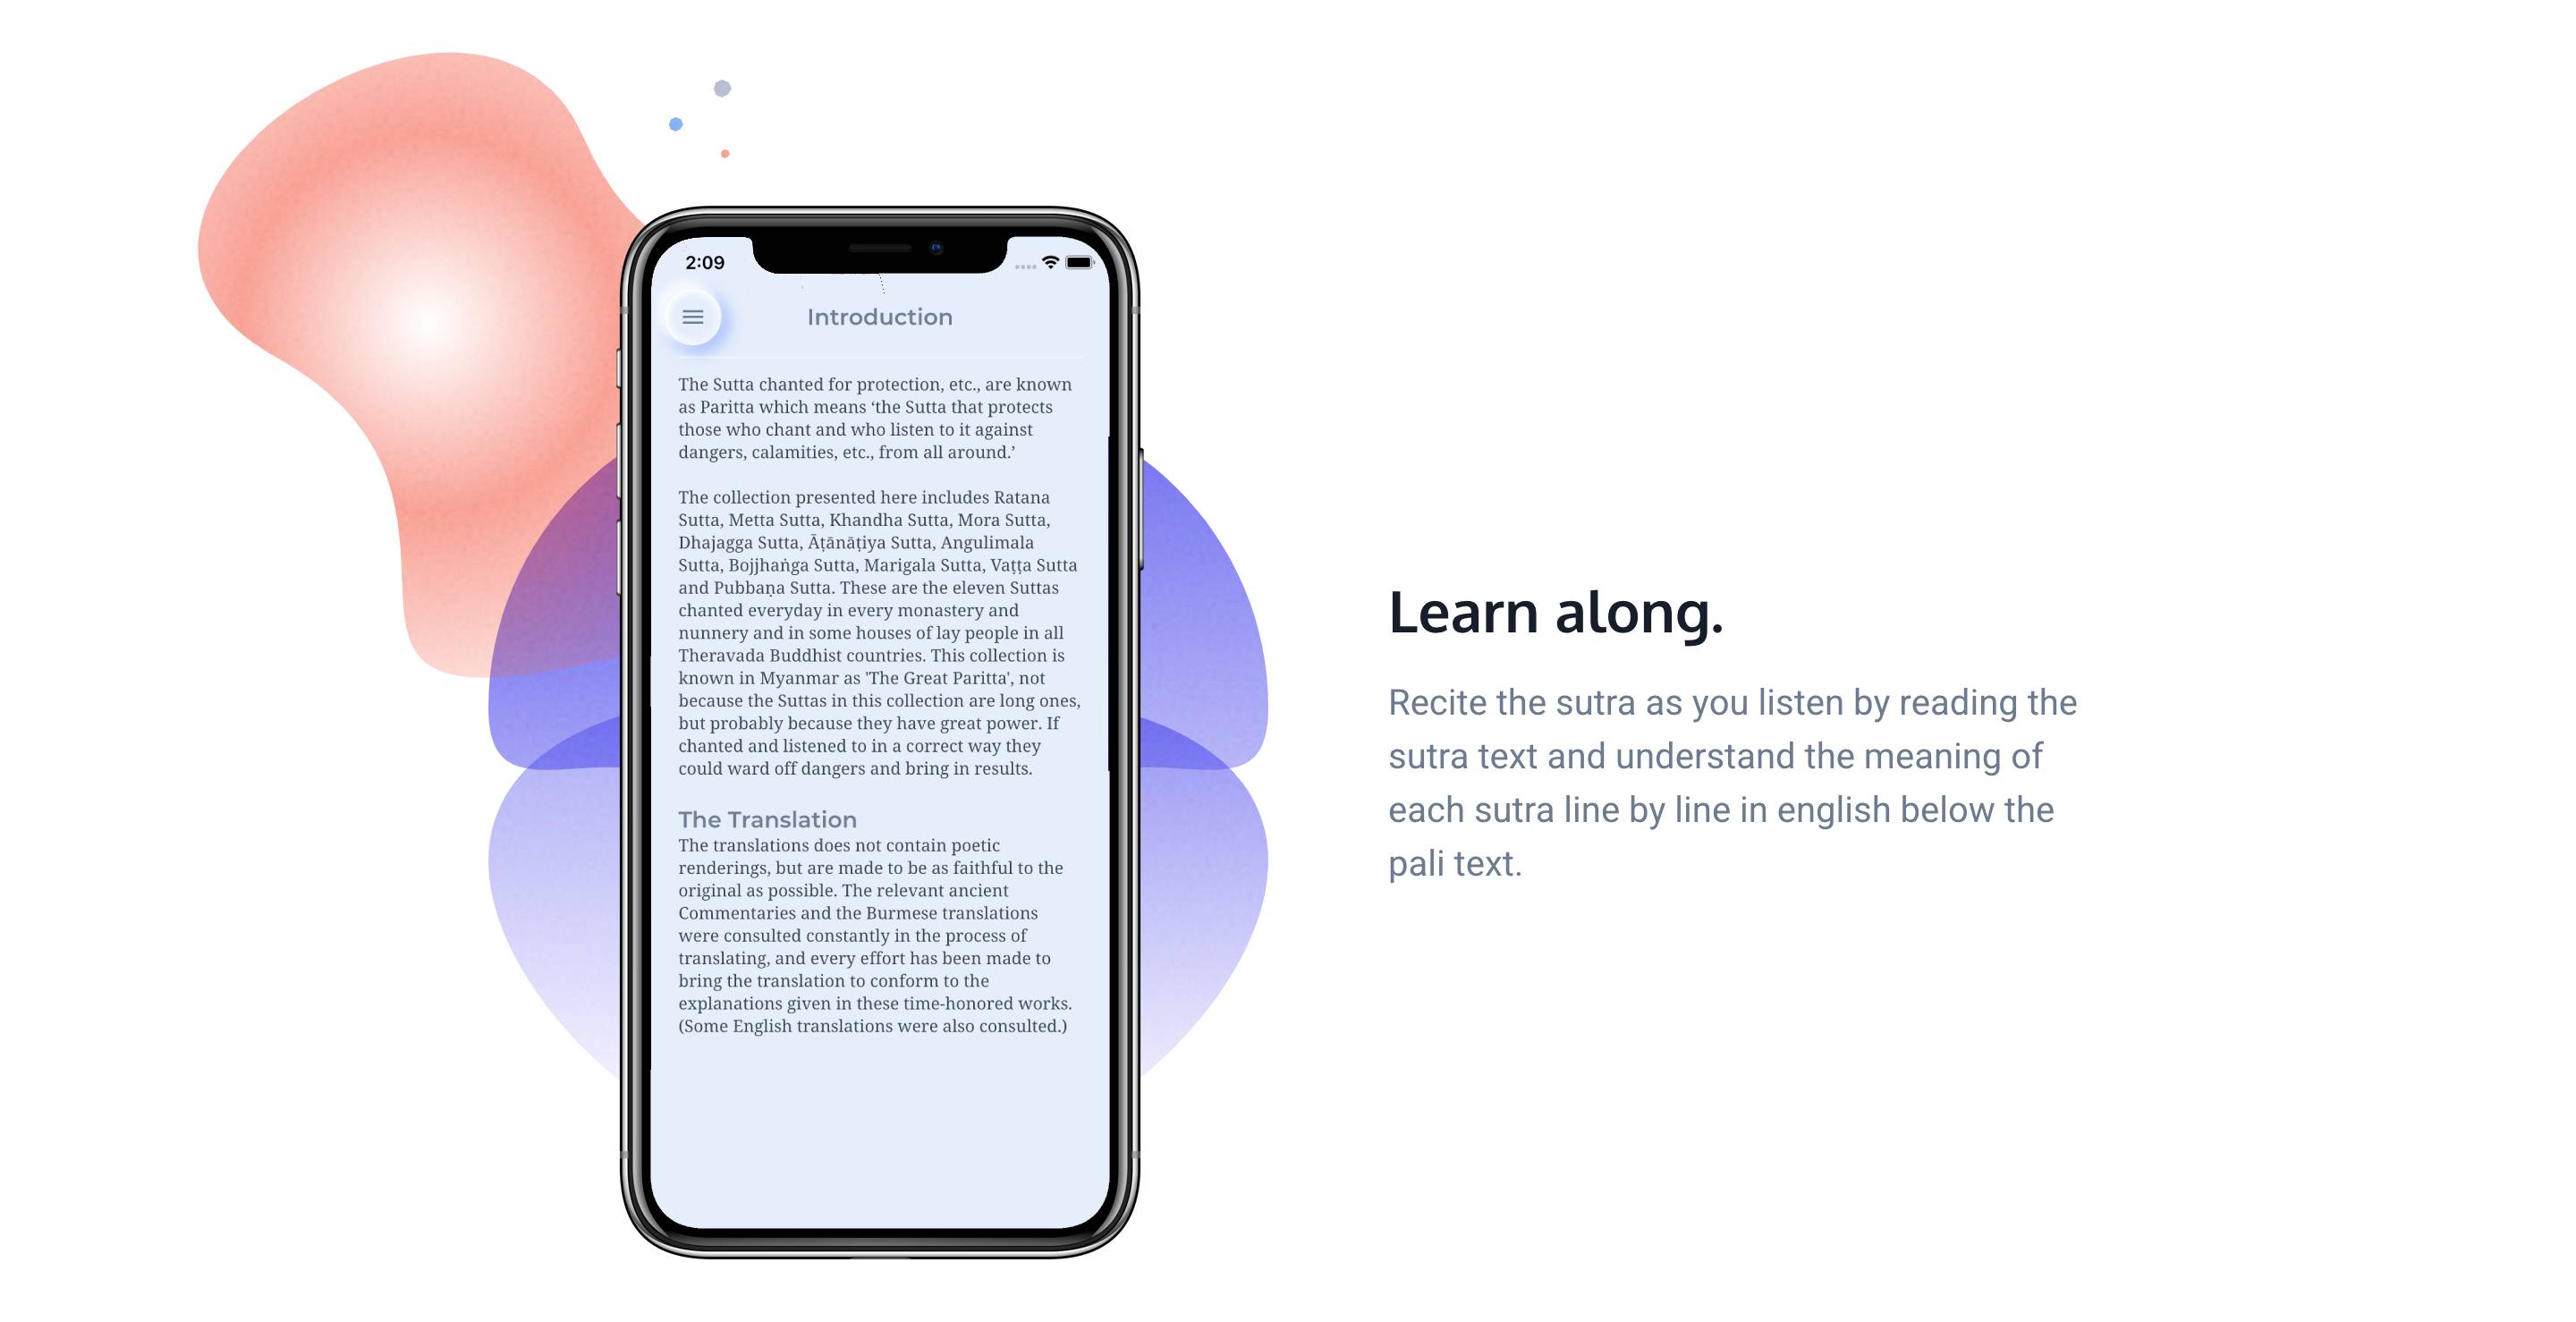 2:09
Introduction
The Sutta chanted for protection, etc., are known
as Paritta which means ‘the Sutta that protects
those who chant and who listen to it against
dangers, calamities, etc., from all around.’
The collection presented here includes Ratana
Sutta, Metta Sutta, Khandha Sutta, Mora Sutta,
Dhajagga Sutta, Āṭānāṭiya Sutta, Angulimala
Sutta, Bojjhaṅga Sutta, Marigala Sutta, Vaṭṭa Sutta
and Pubbaṇa Sutta. These are the eleven Suttas
chanted everyday in every monastery and
nunnery and in some houses of lay people in all
Theravada Buddhist countries. This collection is
known in Myanmar as 'The Great Paritta', not
because the Suttas in this collection are long ones,
but probably because they have great power. If
chanted and listened to in a correct way they
could ward off dangers and bring in results.
The Translation
The translations does not contain poetic
renderings, but are made to be as faithful to the
original as possible. The relevant ancient
Commentaries and the Burmese translations
were consulted constantly in the process of
translating, and every effort has been made to
bring the translation to conform to the
explanations given in these time-honored works.
(Some English translations were also consulted.)
Learn along.
Recite the sutra as you listen by reading the
sutra text and understand the meaning of
each sutra line by line in english below the
pali text.